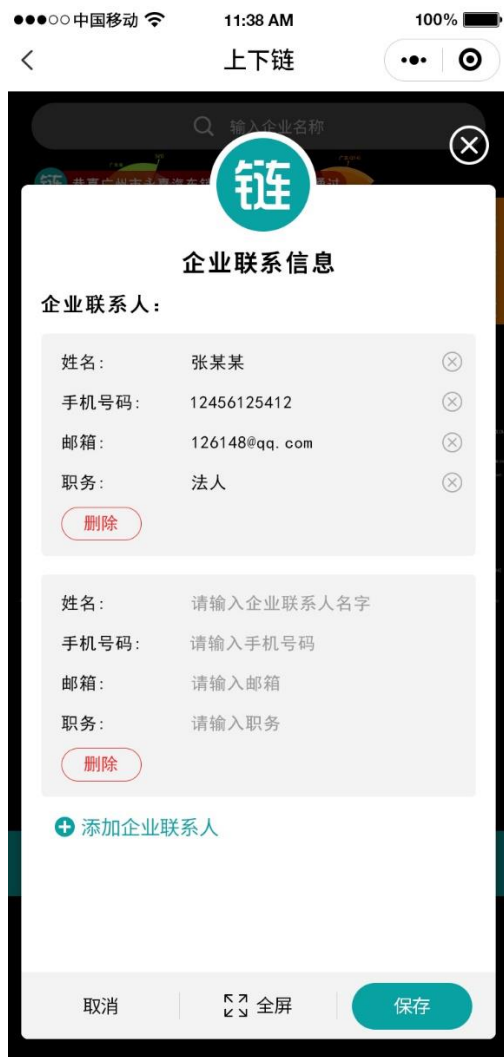 中国移动 11:38 AM 100%
上下链
输入企业名称
链
企业联系信息
企业联系人：
姓名： 张某某
手机号码： 12456125412
邮箱： 126148@qq.com
职务： 法人
删除
姓名： 请输入企业联系人名字
手机号码： 请输入手机号码
邮箱： 请输入邮箱
职务： 请输入职务
删除
添加企业联系人
取消 全屏 保存